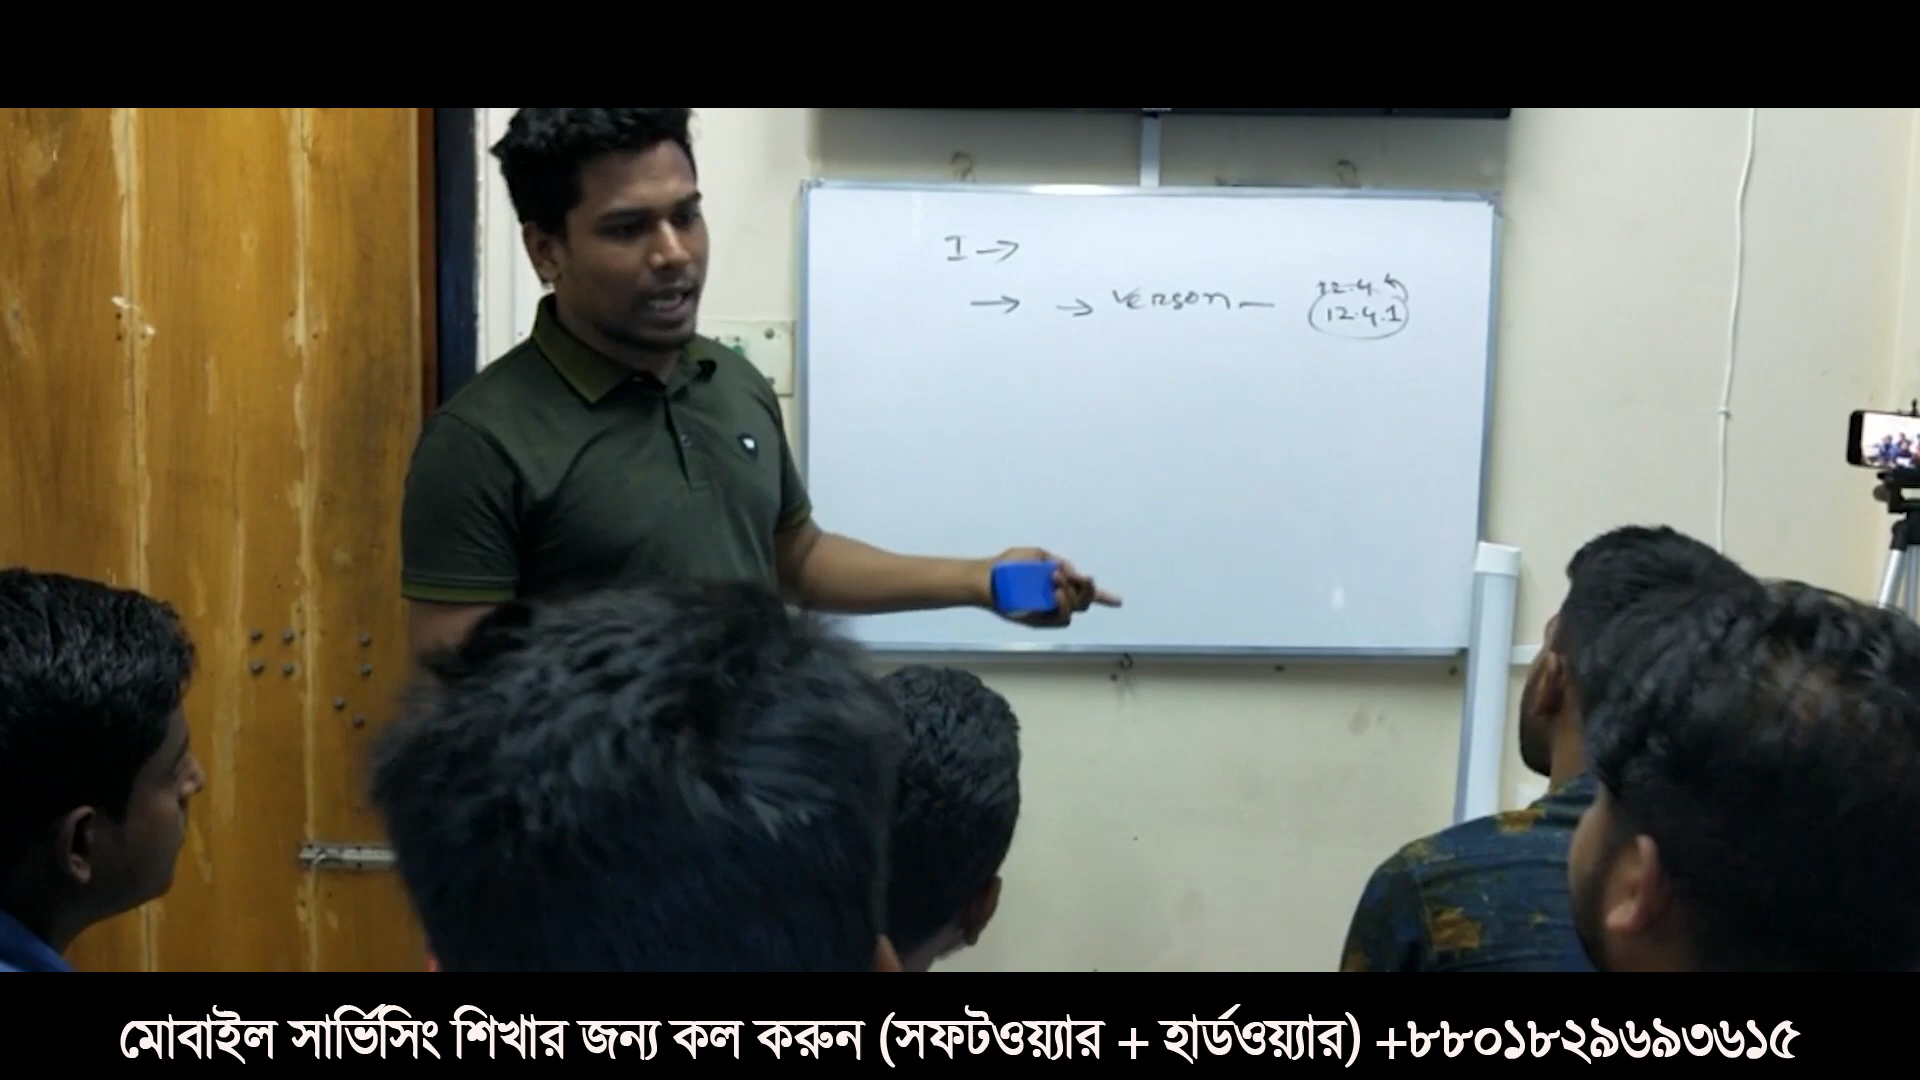 I →
→ → Verson — 12.4.1
মোবাইল সার্ভিসিং শিখার জন্য কল করুন (সফটওয়্যার + হার্ডওয়্যার) +৮৮০১৮২৯৬৯৩৬১৫